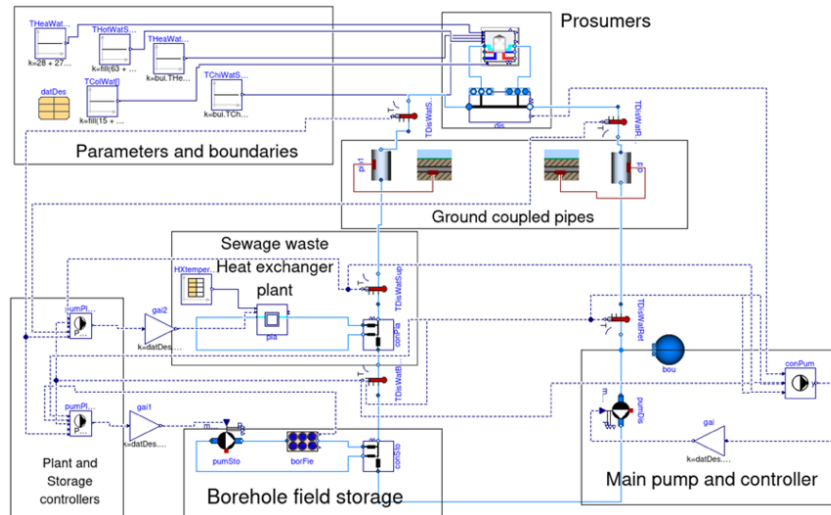 Prosumers
THeaWat...
k=28 + 27...
THotWatS...
k=fill(63 + ...
THeaWat...
k=bui.THe...
TColWat[]
k=fill(15 + ...
TChiWatS...
k=bui.TCh...
datDes
Parameters and boundaries
TDisWatS...
dis
TDisWatR...
pip1
Ground coupled pipes
Sewage waste
Heat exchanger
plant
HXtemper...
pla
conPla
TDisWatSup
TDisWatRet
TDisWatB...
pumPl...
P...
gai2
k=datDes....
pumPl...
P...
gai1
k=datDes....
Plant and
Storage
controllers
pumSto
m...
borFie
conSto
Borehole field storage
bou
pumDis
m...
gai
k=datDes....
conPum
y
Main pump and controller